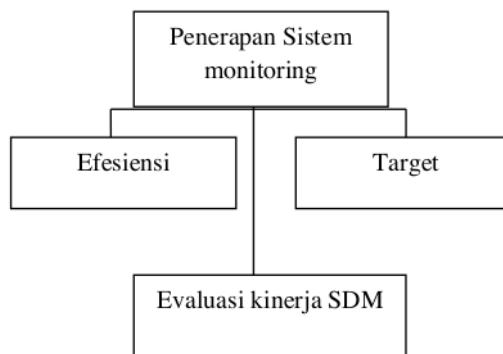 Penerapan Sistem
monitoring
Efesiensi
Target
Evaluasi kinerja SDM